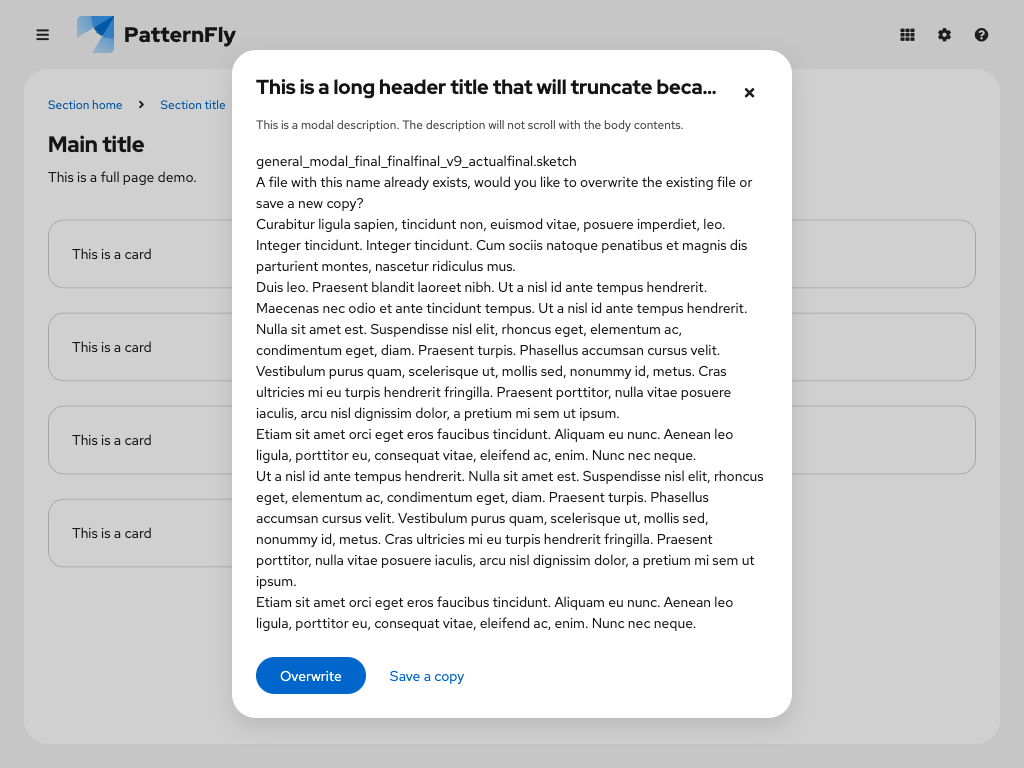 PatternFly
Section home
Section title
Main title
This is a full page demo.
This is a card
This is a card
This is a card
This is a card
This is a long header title that will truncate beca...
This is a modal description. The description will not scroll with the body contents.
general_modal_final_finalfinal_v9_actualfinal.sketch
A file with this name already exists, would you like to overwrite the existing file or
save a new copy?
Curabitur ligula sapien, tincidunt non, euismod vitae, posuere imperdiet, leo.
Integer tincidunt. Integer tincidunt. Cum sociis natoque penatibus et magnis dis
parturient montes, nascetur ridiculus mus.
Duis leo. Praesent blandit laoreet nibh. Ut a nisl id ante tempus hendrerit.
Maecenas nec odio et ante tincidunt tempus. Ut a nisl id ante tempus hendrerit.
Nulla sit amet est. Suspendisse nisl elit, rhoncus eget, elementum ac,
condimentum eget, diam. Praesent turpis. Phasellus accumsan cursus velit.
Vestibulum purus quam, scelerisque ut, mollis sed, nonummy id, metus. Cras
ultricies mi eu turpis hendrerit fringilla. Praesent porttitor, nulla vitae posuere
iaculis, arcu nisl dignissim dolor, a pretium mi sem ut ipsum.
Etiam sit amet orci eget eros faucibus tincidunt. Aliquam eu nunc. Aenean leo
ligula, porttitor eu, consequat vitae, eleifend ac, enim. Nunc nec neque.
Ut a nisl id ante tempus hendrerit. Nulla sit amet est. Suspendisse nisl elit, rhoncus
eget, elementum ac, condimentum eget, diam. Praesent turpis. Phasellus
accumsan cursus velit. Vestibulum purus quam, scelerisque ut, mollis sed,
nonummy id, metus. Cras ultricies mi eu turpis hendrerit fringilla. Praesent
porttitor, nulla vitae posuere iaculis, arcu nisl dignissim dolor, a pretium mi sem ut
ipsum.
Etiam sit amet orci eget eros faucibus tincidunt. Aliquam eu nunc. Aenean leo
ligula, porttitor eu, consequat vitae, eleifend ac, enim. Nunc nec neque.
Overwrite
Save a copy